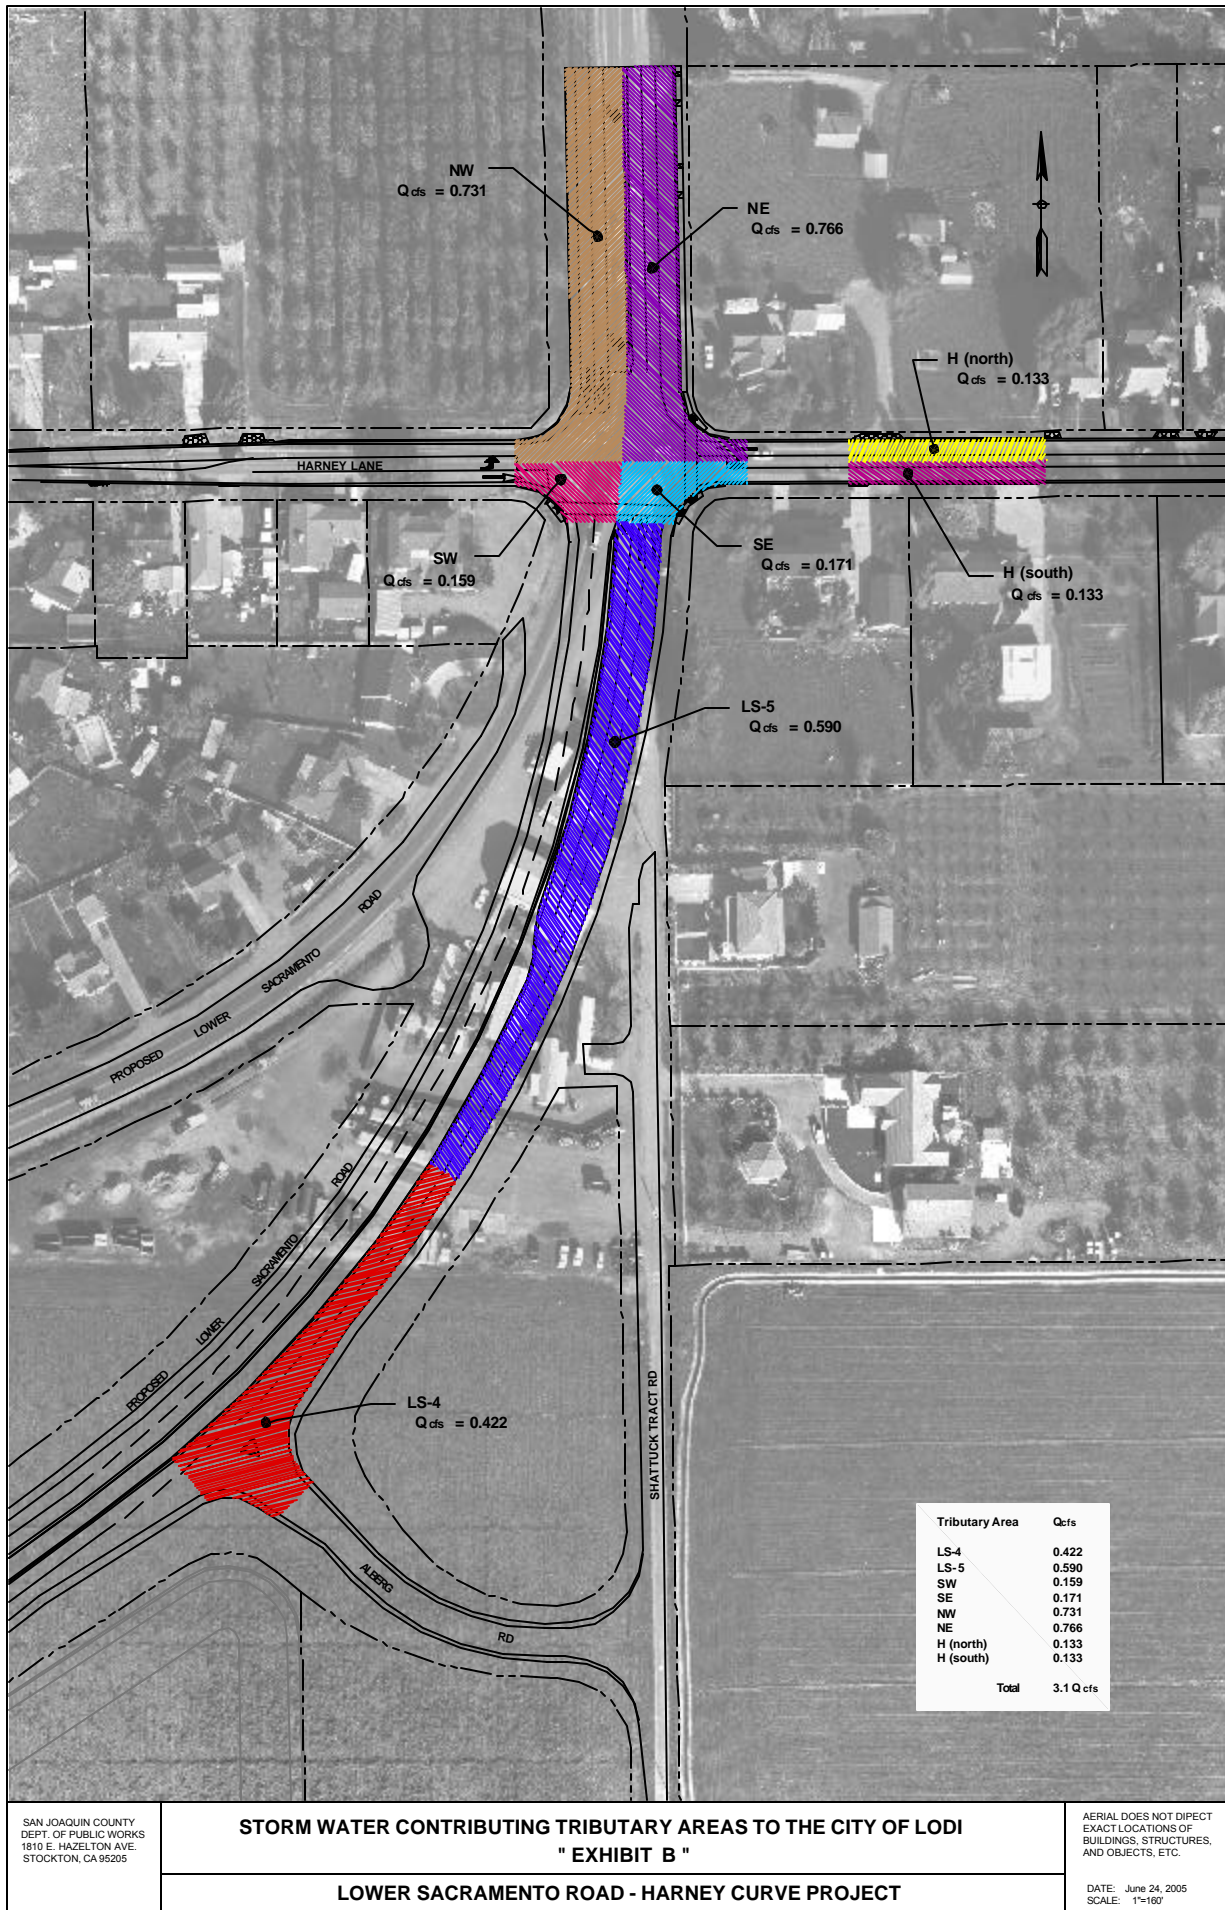 NW
Qcfs = 0.731
NE
Qcfs = 0.766
H (north)
Qcfs = 0.133
HARNEY LANE
SW
Qcfs = 0.159
SE
Qcfs = 0.171
H (south)
Qcfs = 0.133
LS-5
Qcfs = 0.590
PROPOSED LOWER SACRAMENTO ROAD
PROPOSED LOWER SACRAMENTO ROAD
LS-4
Qcfs = 0.422
SHATTUCK TRACT RD
ALBERG RD
Tributary Area Qcfs
LS-4 0.422
LS-5 0.590
SW 0.159
SE 0.171
NW 0.731
NE 0.766
H (north) 0.133
H (south) 0.133
Total 3.1 Q cfs
SAN JOAQUIN COUNTY
DEPT. OF PUBLIC WORKS
1810 E. HAZELTON AVE.
STOCKTON, CA 95205
STORM WATER CONTRIBUTING TRIBUTARY AREAS TO THE CITY OF LODI
" EXHIBIT B "
LOWER SACRAMENTO ROAD - HARNEY CURVE PROJECT
AERIAL DOES NOT DIPECT
EXACT LOCATIONS OF
BUILDINGS, STRUCTURES,
AND OBJECTS, ETC.
DATE: June 24, 2005
SCALE: 1"=160'